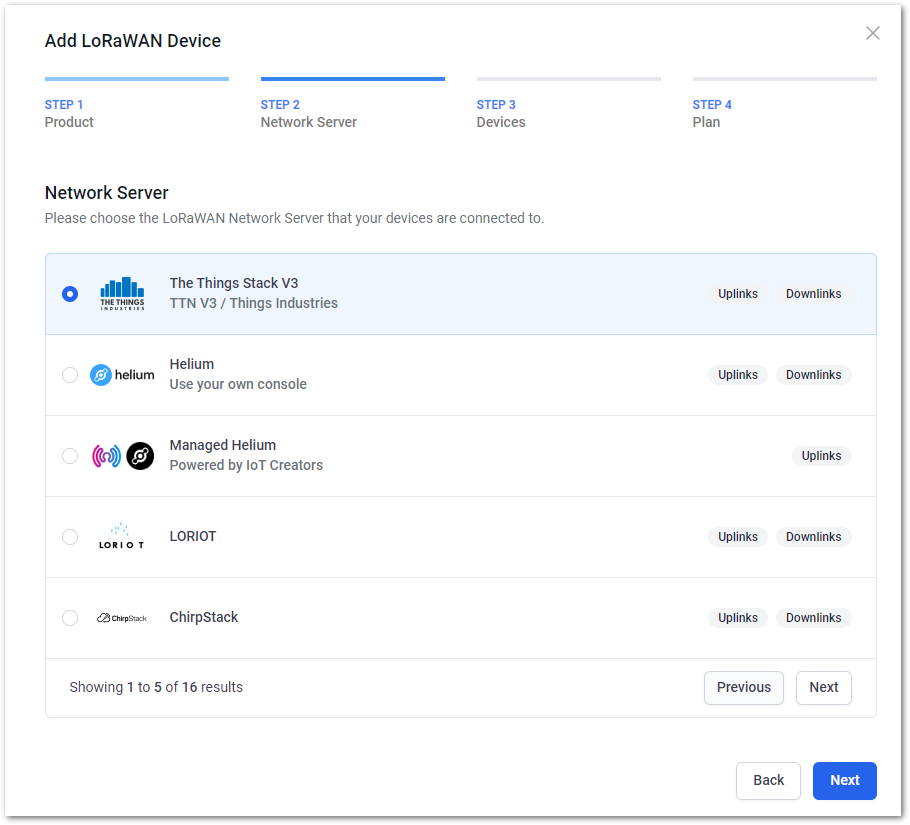 Add LoRaWAN Device
STEP 1
Product
STEP 2
Network Server
STEP 3
Devices
STEP 4
Plan
Network Server
Please choose the LoRaWAN Network Server that your devices are connected to.
THE THINGS
INDUSTRIES
The Things Stack V3
TTN V3 / Things Industries
Uplinks Downlinks
helium
Helium
Use your own console
Uplinks Downlinks
Managed Helium
Powered by IoT Creators
Uplinks
LORIOT
LORIOT
Uplinks Downlinks
ChirpStack
ChirpStack
Uplinks Downlinks
Showing 1 to 5 of 16 results
Previous Next
Back Next